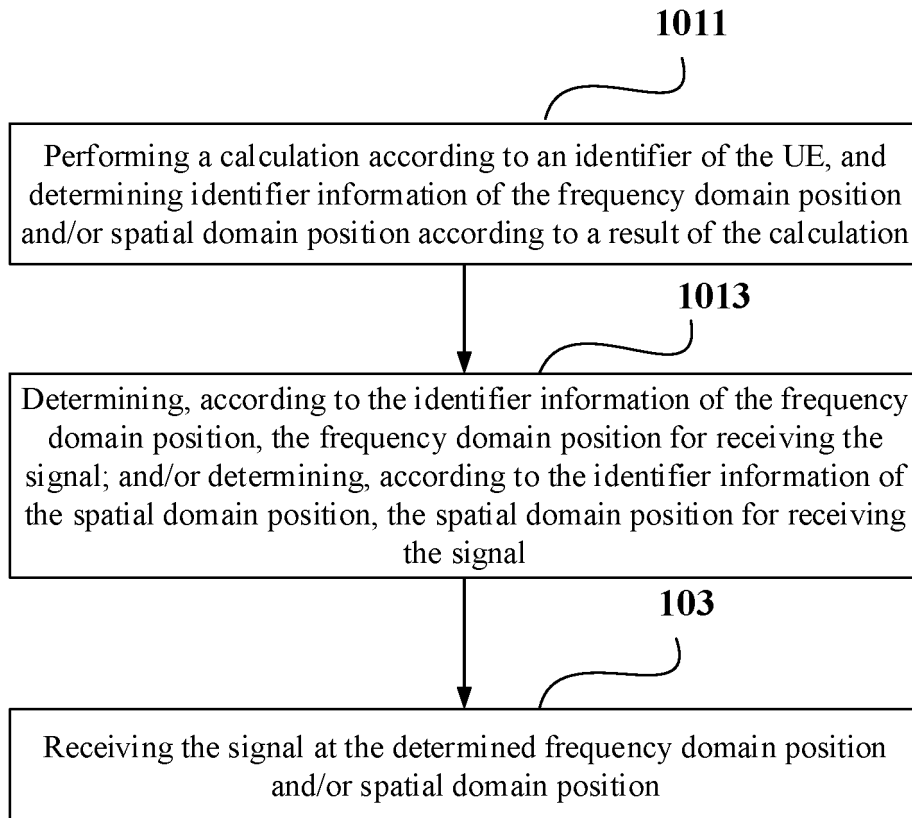 1011
Performing a calculation according to an identifier of the UE, and
determining identifier information of the frequency domain position
and/or spatial domain position according to a result of the calculation
1013
Determining, according to the identifier information of the frequency
domain position, the frequency domain position for receiving the
signal; and/or determining, according to the identifier information of
the spatial domain position, the spatial domain position for receiving
the signal
103
Receiving the signal at the determined frequency domain position
and/or spatial domain position